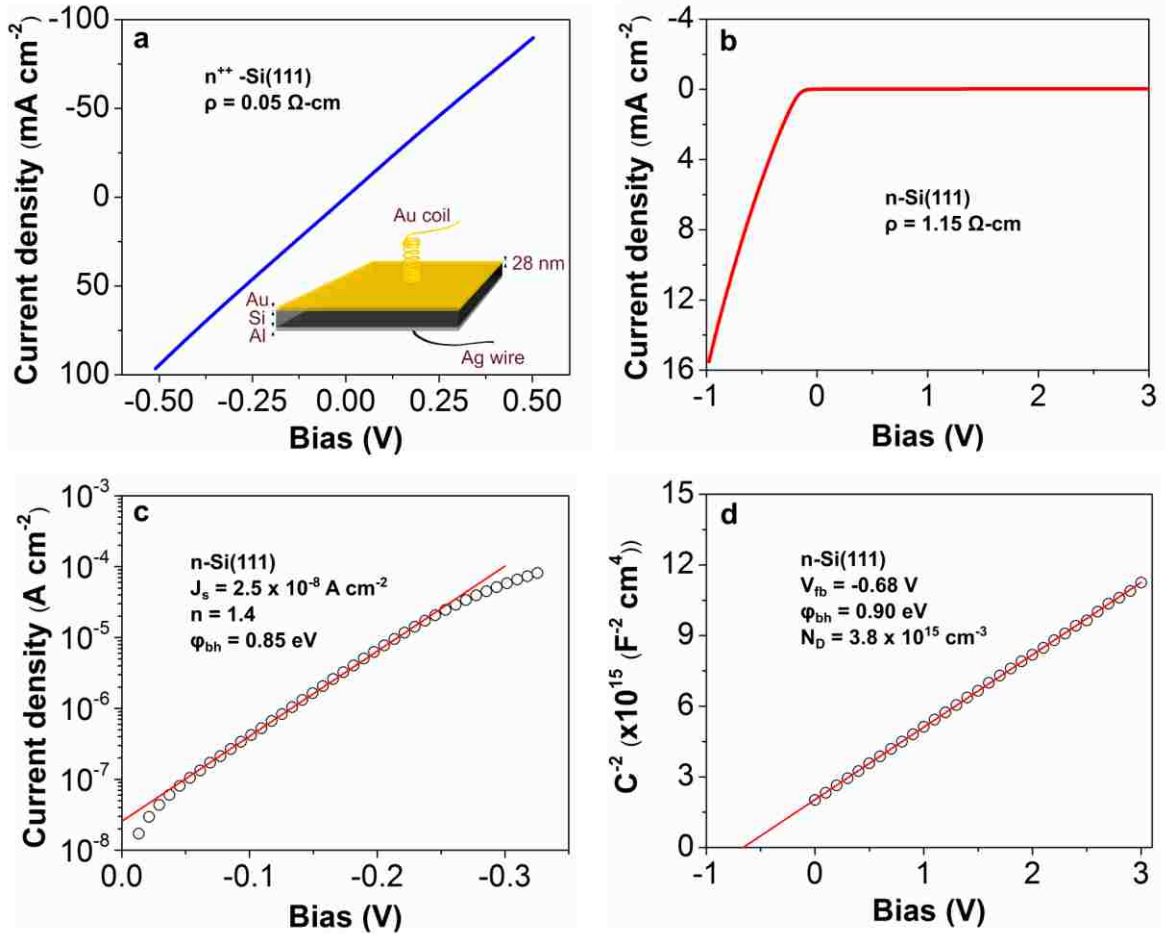 a
n⁺⁺ -Si(111)
ρ = 0.05 Ω-cm
Au coil
28 nm
Au
Si
Al
Ag wire
-100
-50
0
50
100
Current density (mA cm⁻²)
-0.50
-0.25
0.00
0.25
0.50
Bias (V)
b
n-Si(111)
ρ = 1.15 Ω-cm
-4
0
4
8
12
16
Current density (mA cm⁻²)
-1
0
1
2
3
Bias (V)
c
n-Si(111)
Jₛ = 2.5 x 10⁻⁸ A cm⁻²
n = 1.4
φbh = 0.85 eV
10⁻³
10⁻⁴
10⁻⁵
10⁻⁶
10⁻⁷
10⁻⁸
Current density (A cm⁻²)
0.0
-0.1
-0.2
-0.3
Bias (V)
d
n-Si(111)
Vfb = -0.68 V
φbh = 0.90 eV
N_D = 3.8 x 10¹⁵ cm⁻³
15
12
9
6
3
0
C⁻² (x10¹⁵ (F⁻² cm⁴))
-1
0
1
2
3
Bias (V)